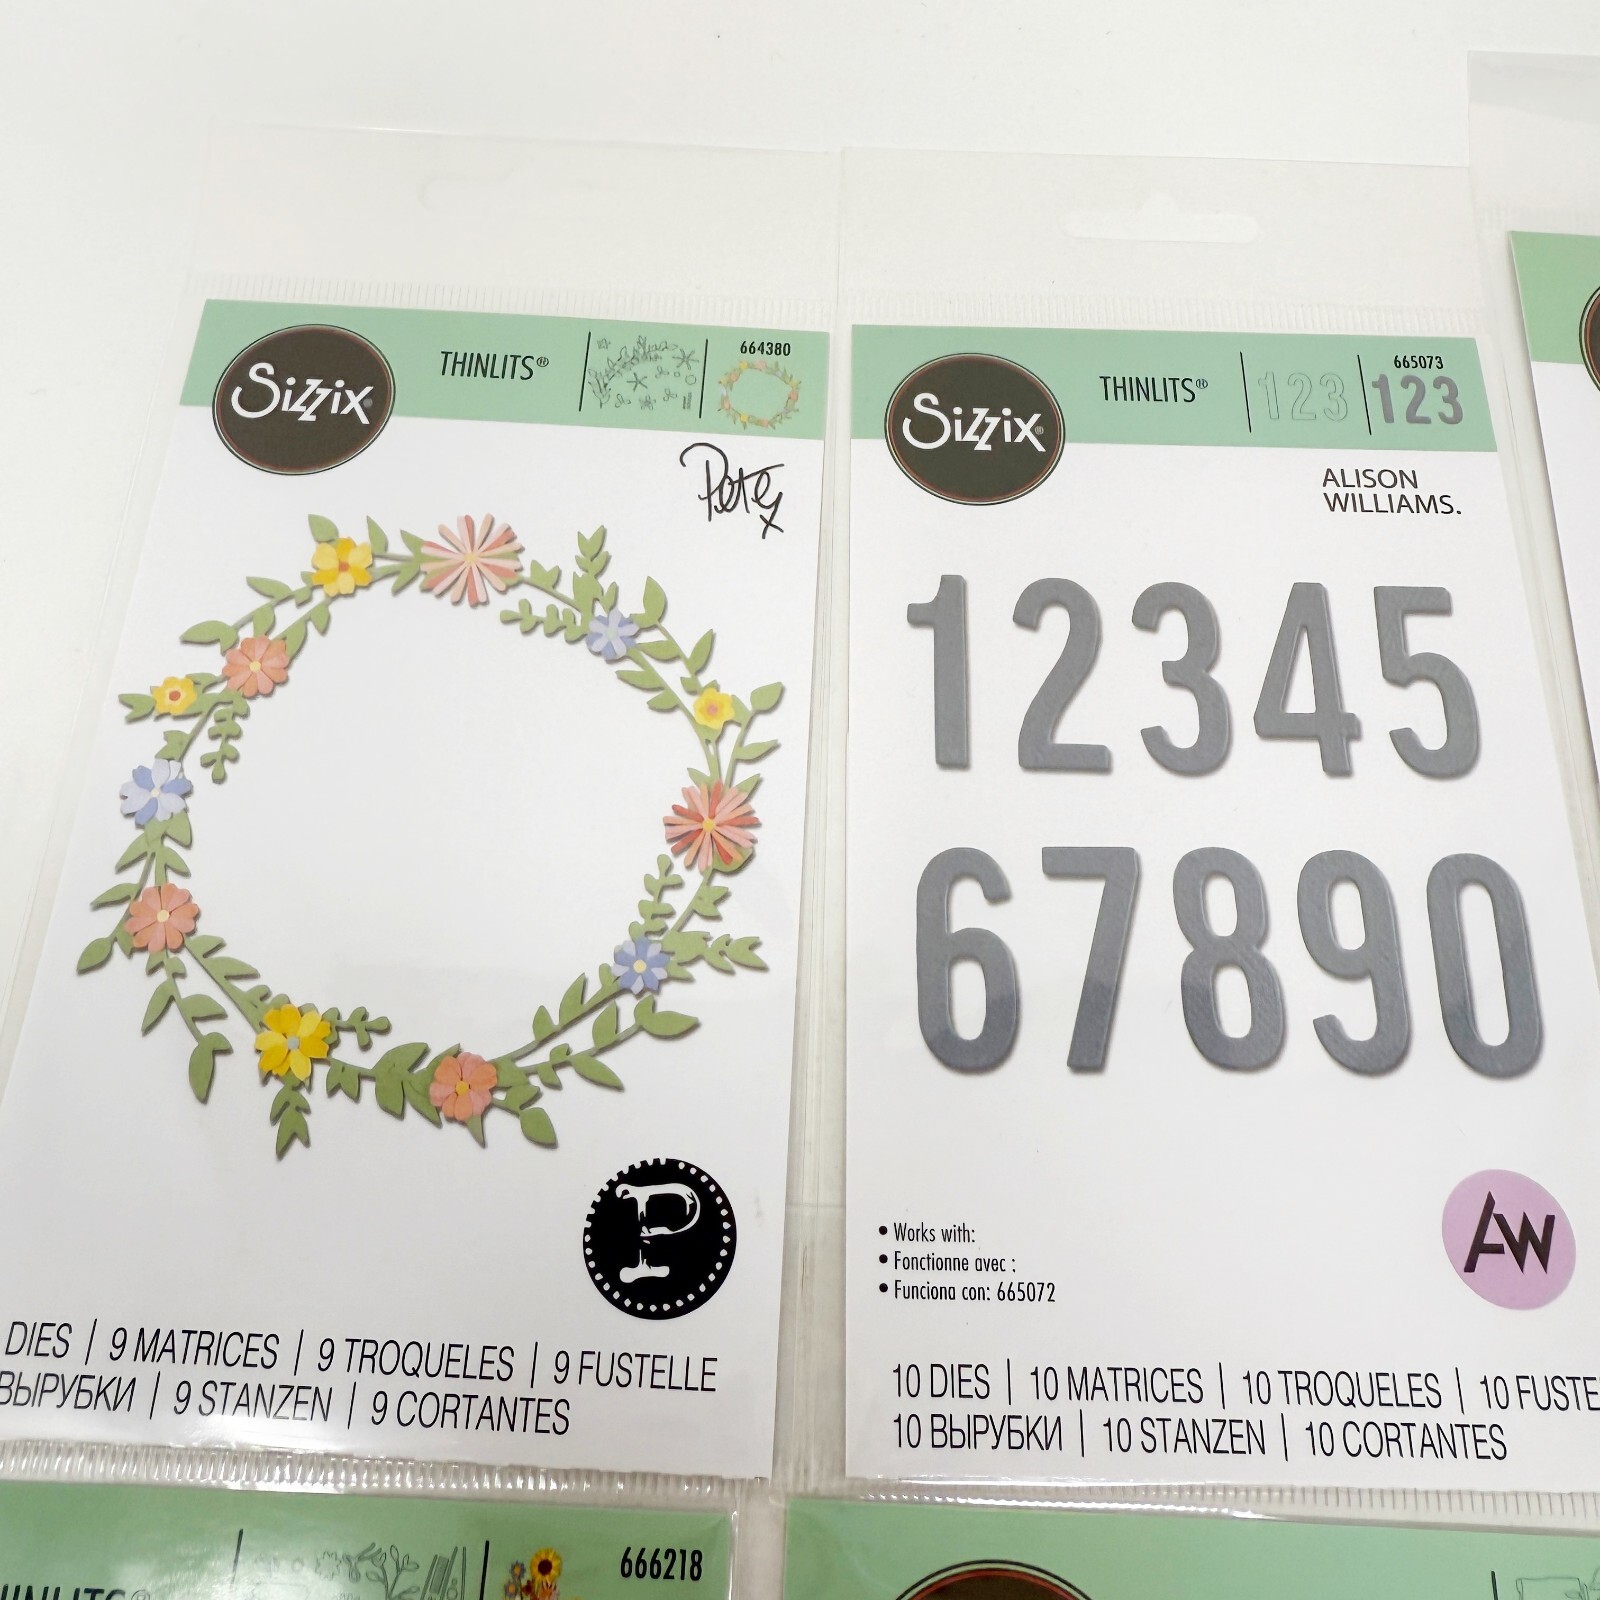 Sizzix®
THINLITS®
664380
Pete x
P
DIES | 9 MATRICES | 9 TROQUELES | 9 FUSTELLE
ВЫРУБКИ | 9 STANZEN | 9 CORTANTES
Sizzix®
THINLITS®
123
665073
123
ALISON
WILLIAMS.
12345
67890
• Works with:
• Fonctionne avec :
• Funciona con: 665072
AW
10 DIES | 10 MATRICES | 10 TROQUELES | 10 FUSTE
10 ВЫРУБКИ | 10 STANZEN | 10 CORTANTES
666218